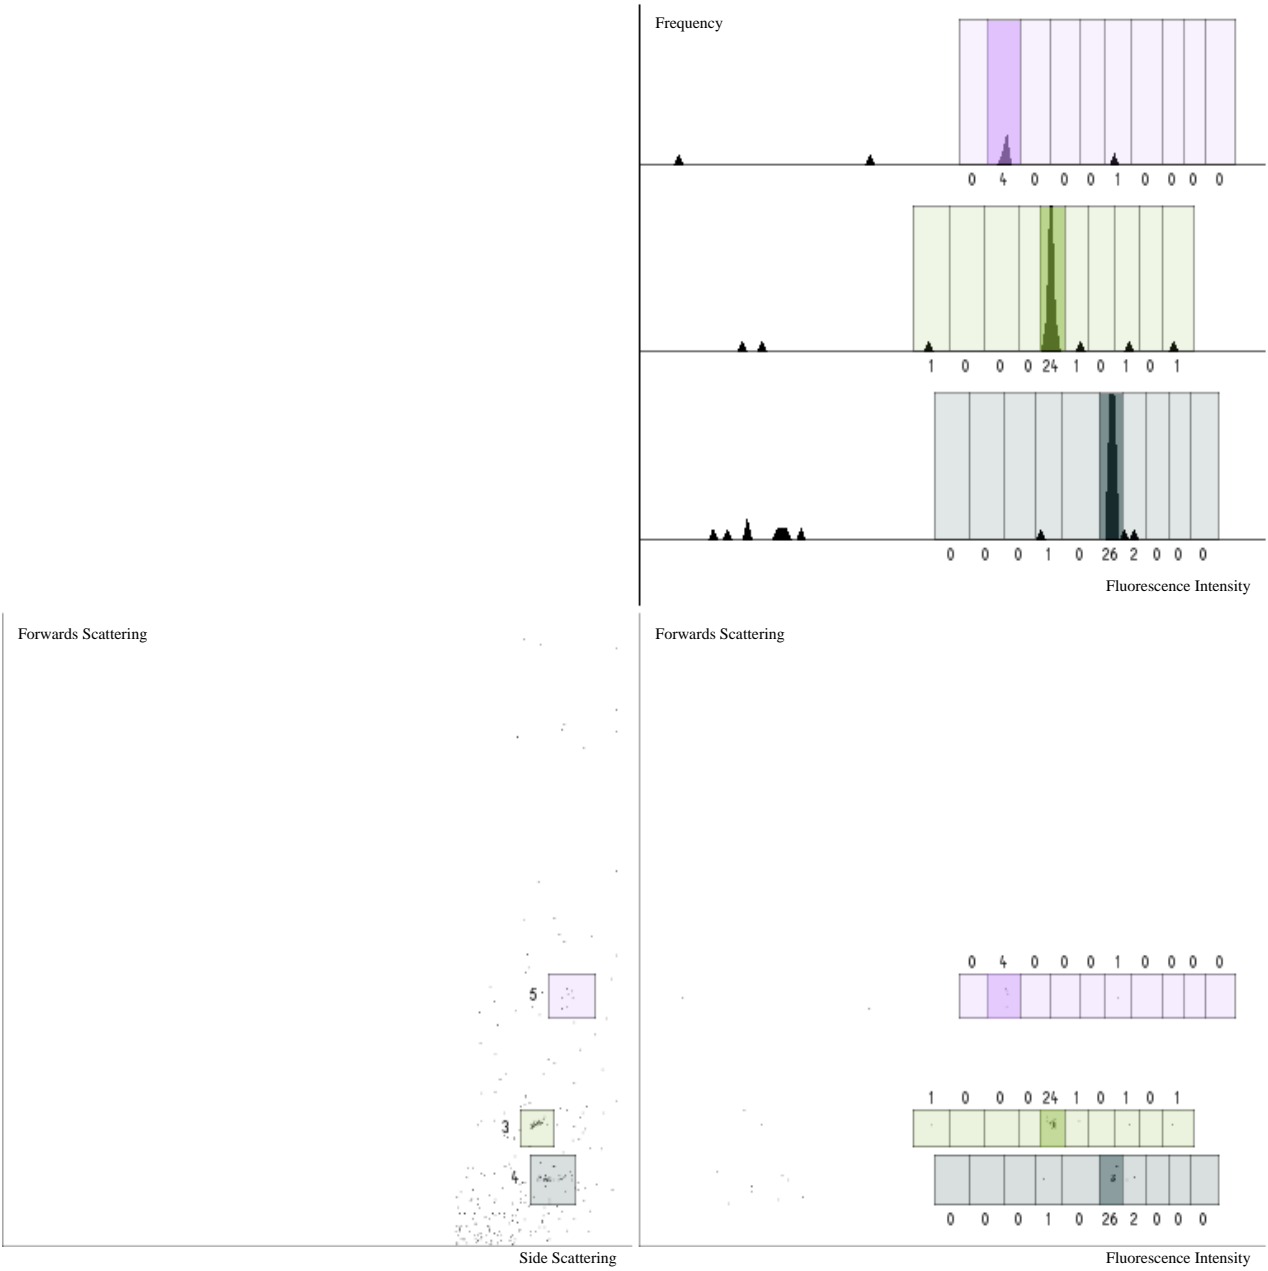 Frequency
0 4 0 0 0 1 0 0 0 0
1 0 0 0 24 1 0 1 0 1
0 0 0 1 0 26 2 0 0 0
Fluorescence Intensity
Forwards Scattering
5
3
4
Side Scattering
Forwards Scattering
0 4 0 0 0 1 0 0 0 0
1 0 0 0 24 1 0 1 0 1
0 0 0 1 0 26 2 0 0 0
Fluorescence Intensity